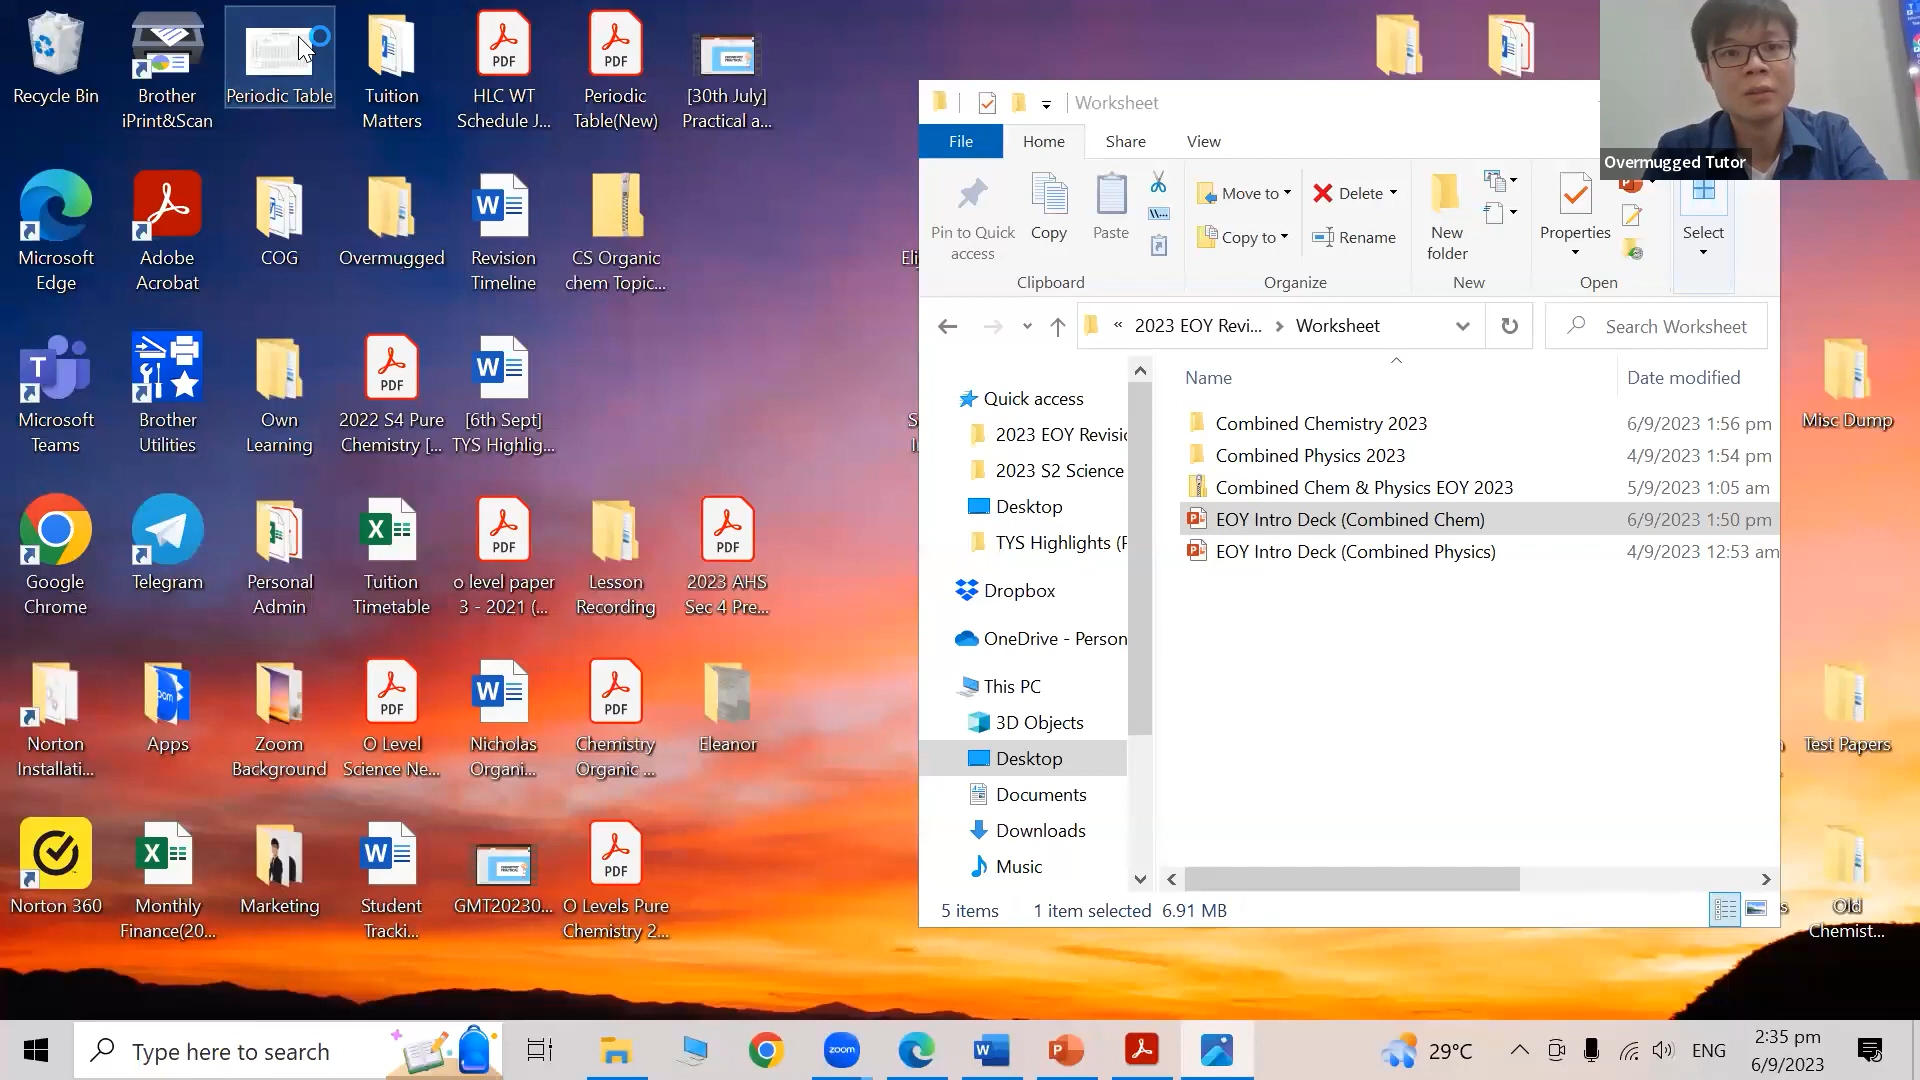 Recycle Bin
Brother
iPrint&Scan
Periodic Table
Tuition
Matters
HLC WT
Schedule J...
Periodic
Table(New)
[30th July]
Practical a...
Microsoft
Edge
Adobe
Acrobat
COG
Overmugged
Revision
Timeline
CS Organic
chem Topic...
Microsoft
Teams
Brother
Utilities
Own
Learning
2022 S4 Pure
Chemistry [...
[6th Sept]
TYS Highlig...
Google
Chrome
Telegram
Personal
Admin
Tuition
Timetable
o level paper
3 - 2021 (...
Lesson
Recording
2023 AHS
Sec 4 Pre...
Norton
Installati...
Apps
Zoom
Background
O Level
Science Ne...
Nicholas
Organi...
Chemistry
Organic ...
Eleanor
Norton 360
Monthly
Finance(20...
Marketing
Student
Tracki...
GMT20230...
O Levels Pure
Chemistry 2...
Worksheet
File
Home
Share
View
Pin to Quick
access
Copy
Paste
Clipboard
Move to
Copy to
Delete
Rename
Organize
New
folder
New
Properties
Open
Select
« 2023 EOY Revi... > Worksheet
Search Worksheet
Name
Date modified
Quick access
2023 EOY Revisi
2023 S2 Science
Desktop
TYS Highlights (
Dropbox
OneDrive - Person
This PC
3D Objects
Desktop
Documents
Downloads
Music
Combined Chemistry 2023 6/9/2023 1:56 pm
Combined Physics 2023 4/9/2023 1:54 pm
Combined Chem & Physics EOY 2023 5/9/2023 1:05 am
EOY Intro Deck (Combined Chem) 6/9/2023 1:50 pm
EOY Intro Deck (Combined Physics) 4/9/2023 12:53 am
5 items 1 item selected 6.91 MB
Overmugged Tutor
Misc Dump
Test Papers
Old
Chemist...
Type here to search
zoom
29°C
ENG
2:35 pm
6/9/2023